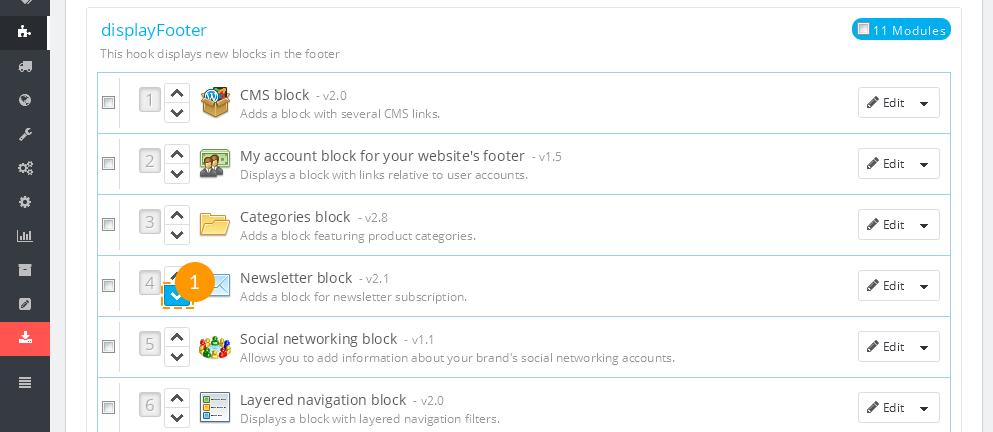 displayFooter
11 Modules
This hook displays new blocks in the footer
1
CMS block - v2.0
Adds a block with several CMS links.
Edit
2
My account block for your website's footer - v1.5
Displays a block with links relative to user accounts.
Edit
3
Categories block - v2.8
Adds a block featuring product categories.
Edit
4
1
Newsletter block - v2.1
Adds a block for newsletter subscription.
Edit
5
Social networking block - v1.1
Allows you to add information about your brand's social networking accounts.
Edit
6
Layered navigation block - v2.0
Displays a block with layered navigation filters.
Edit